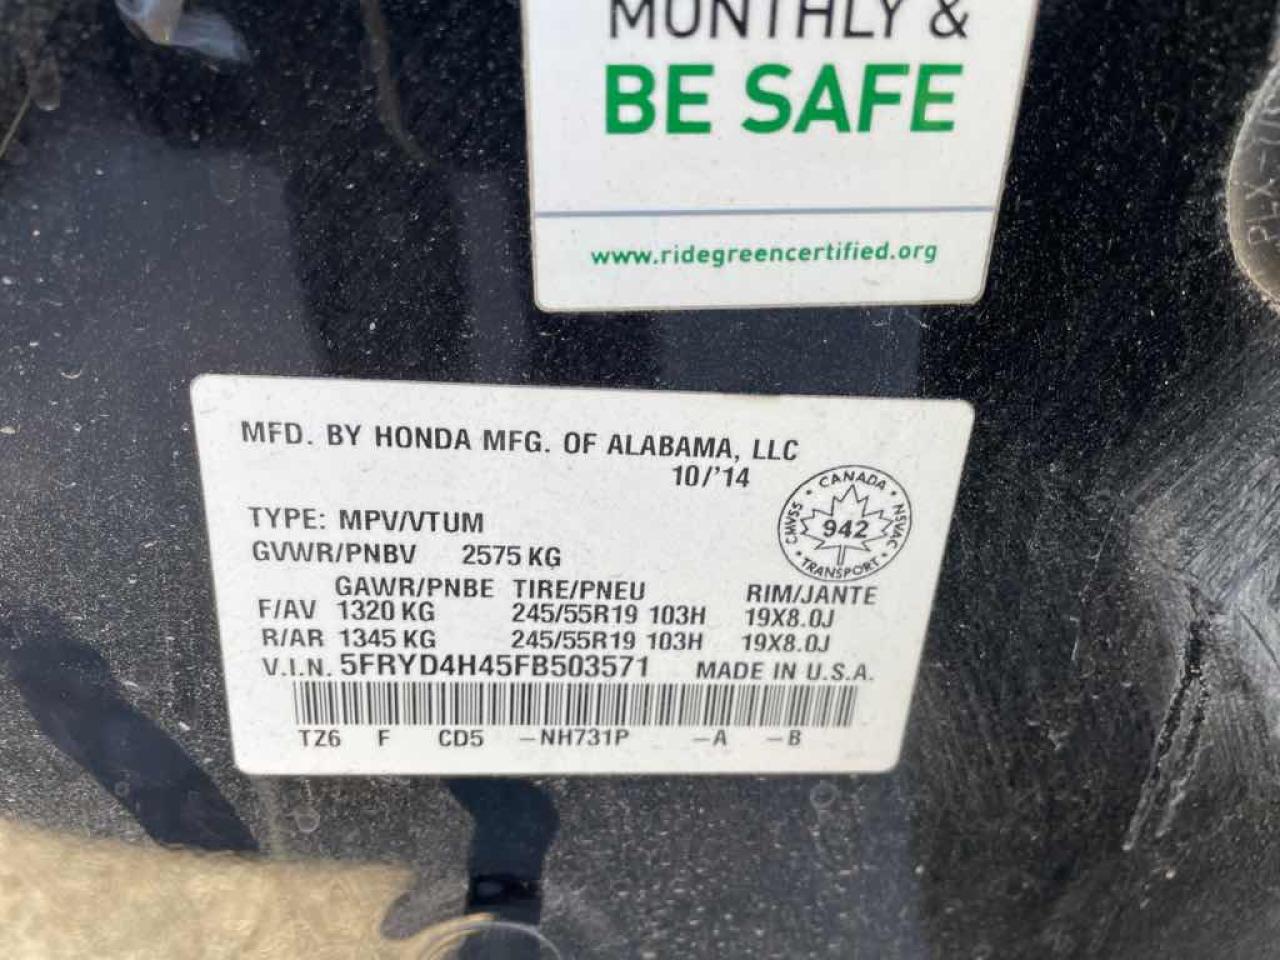 MONTHLY &
BE SAFE
www.ridegreencertified.org
MFD. BY HONDA MFG. OF ALABAMA, LLC
10/'14
TYPE: MPV/VTUM
GVWR/PNBV 2575 KG
GAWR/PNBE TIRE/PNEU RIM/JANTE
F/AV 1320 KG 245/55R19 103H 19X8.0J
R/AR 1345 KG 245/55R19 103H 19X8.0J
V.I.N. 5FRYD4H45FB503571 MADE IN U.S.A.
TZ6 F CD5 -NH731P -A -B
CANADA
CMVSS 942 NSVAC
TRANSPORT